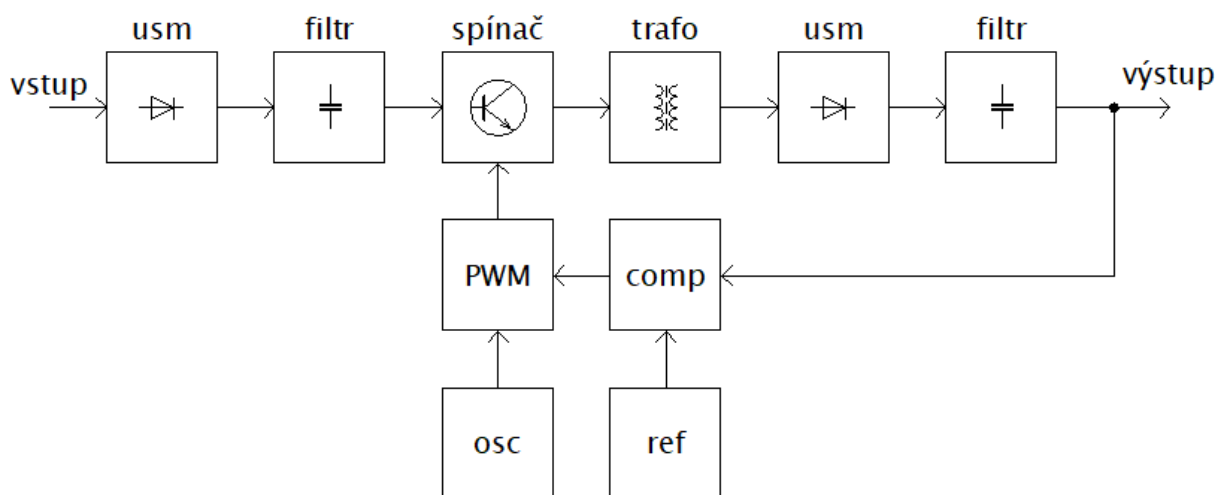 usm
filtr
spínač
trafo
usm
filtr
vstup
výstup
PWM
comp
osc
ref